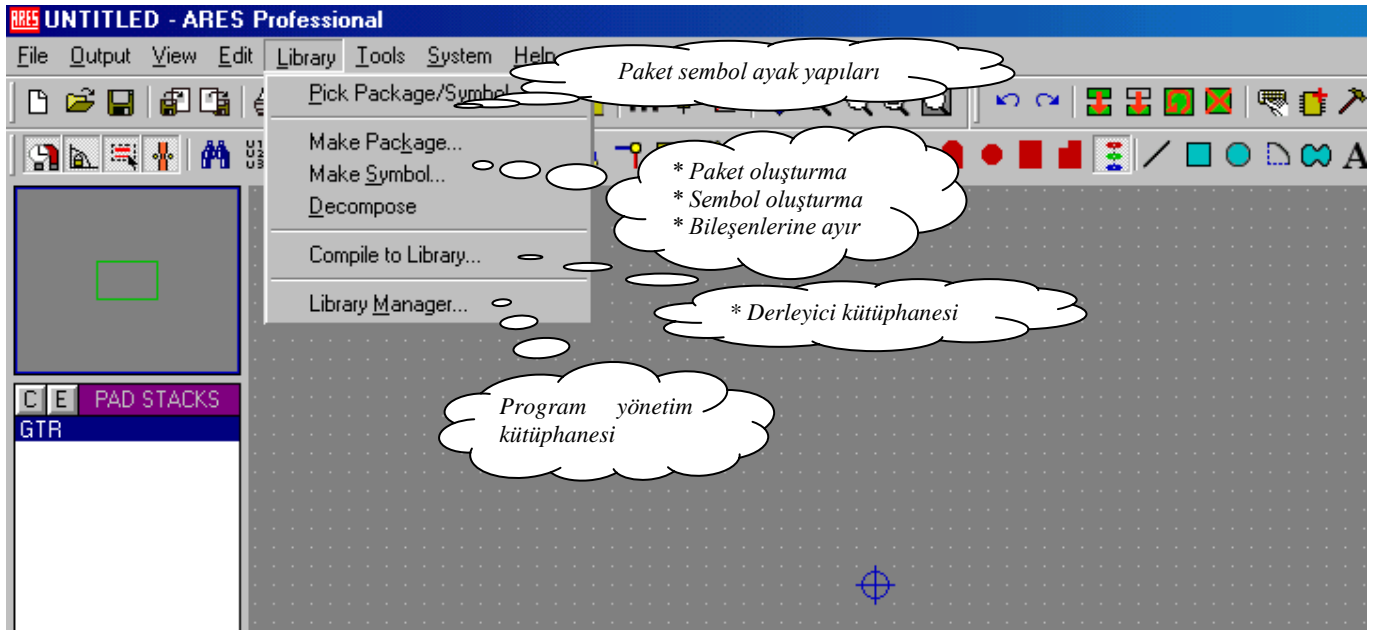 UNTITLED - ARES Professional
File Output View Edit Library Tools System Help
Pick Package/Symbol
Make Package...
Make Symbol...
Decompose
Compile to Library...
Library Manager...
Paket sembol ayak yapıları
* Paket oluşturma
* Sembol oluşturma
* Bileşenlerine ayır
* Derleyici kütüphanesi
Program yönetim
kütüphanesi
C E PAD STACKS
GTR